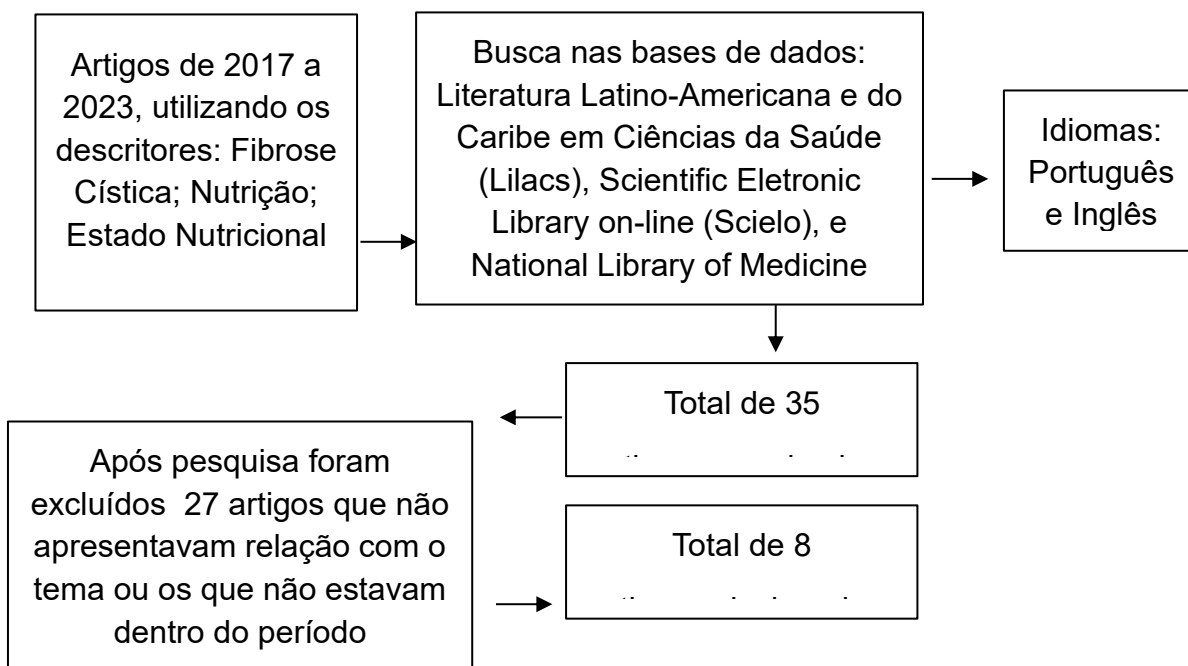 Artigos de 2017 a
2023, utilizando os
descritores: Fibrose
Cística; Nutrição;
Estado Nutricional
Busca nas bases de dados:
Literatura Latino-Americana e do
Caribe em Ciências da Saúde
(Lilacs), Scientific Eletronic
Library on-line (Scielo), e
National Library of Medicine
Idiomas:
Português
e Inglês
Total de 35
Após pesquisa foram
excluídos 27 artigos que não
apresentavam relação com o
tema ou os que não estavam
dentro do período
Total de 8